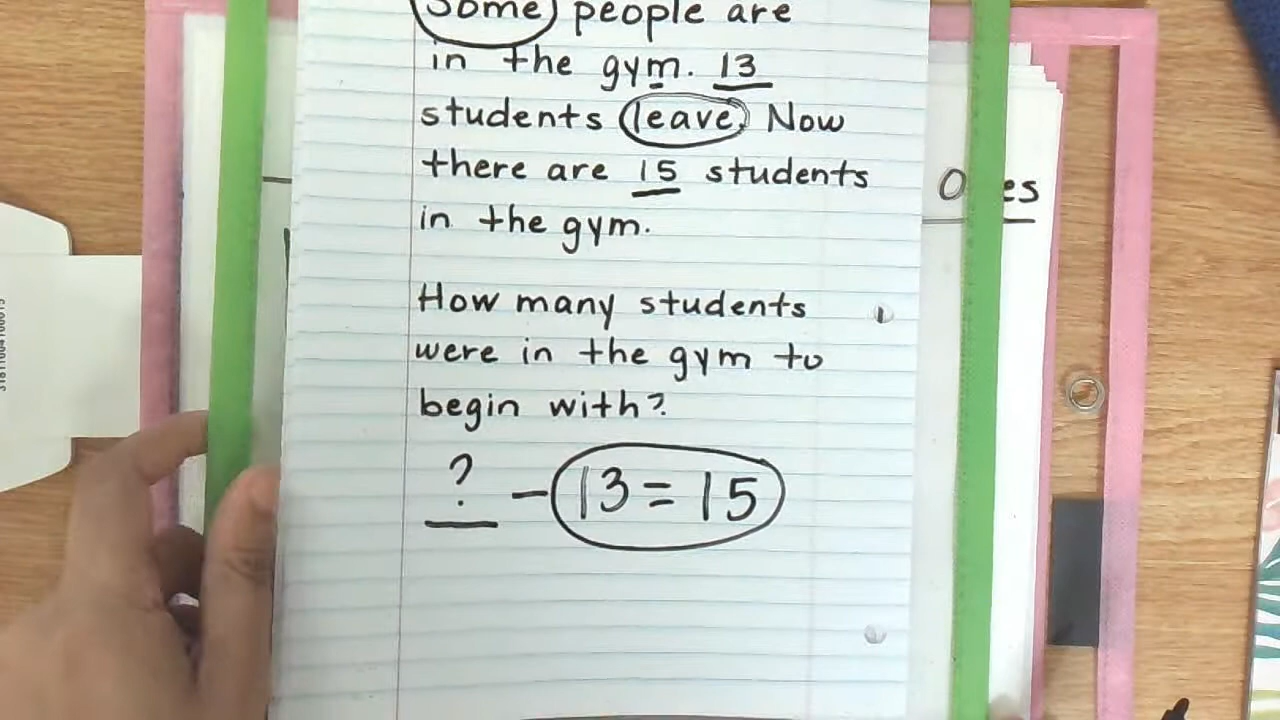 Some people are
in the gym. 13
students leave. Now
there are 15 students
in the gym.
How many students
were in the gym to
begin with?
? - 13 = 15